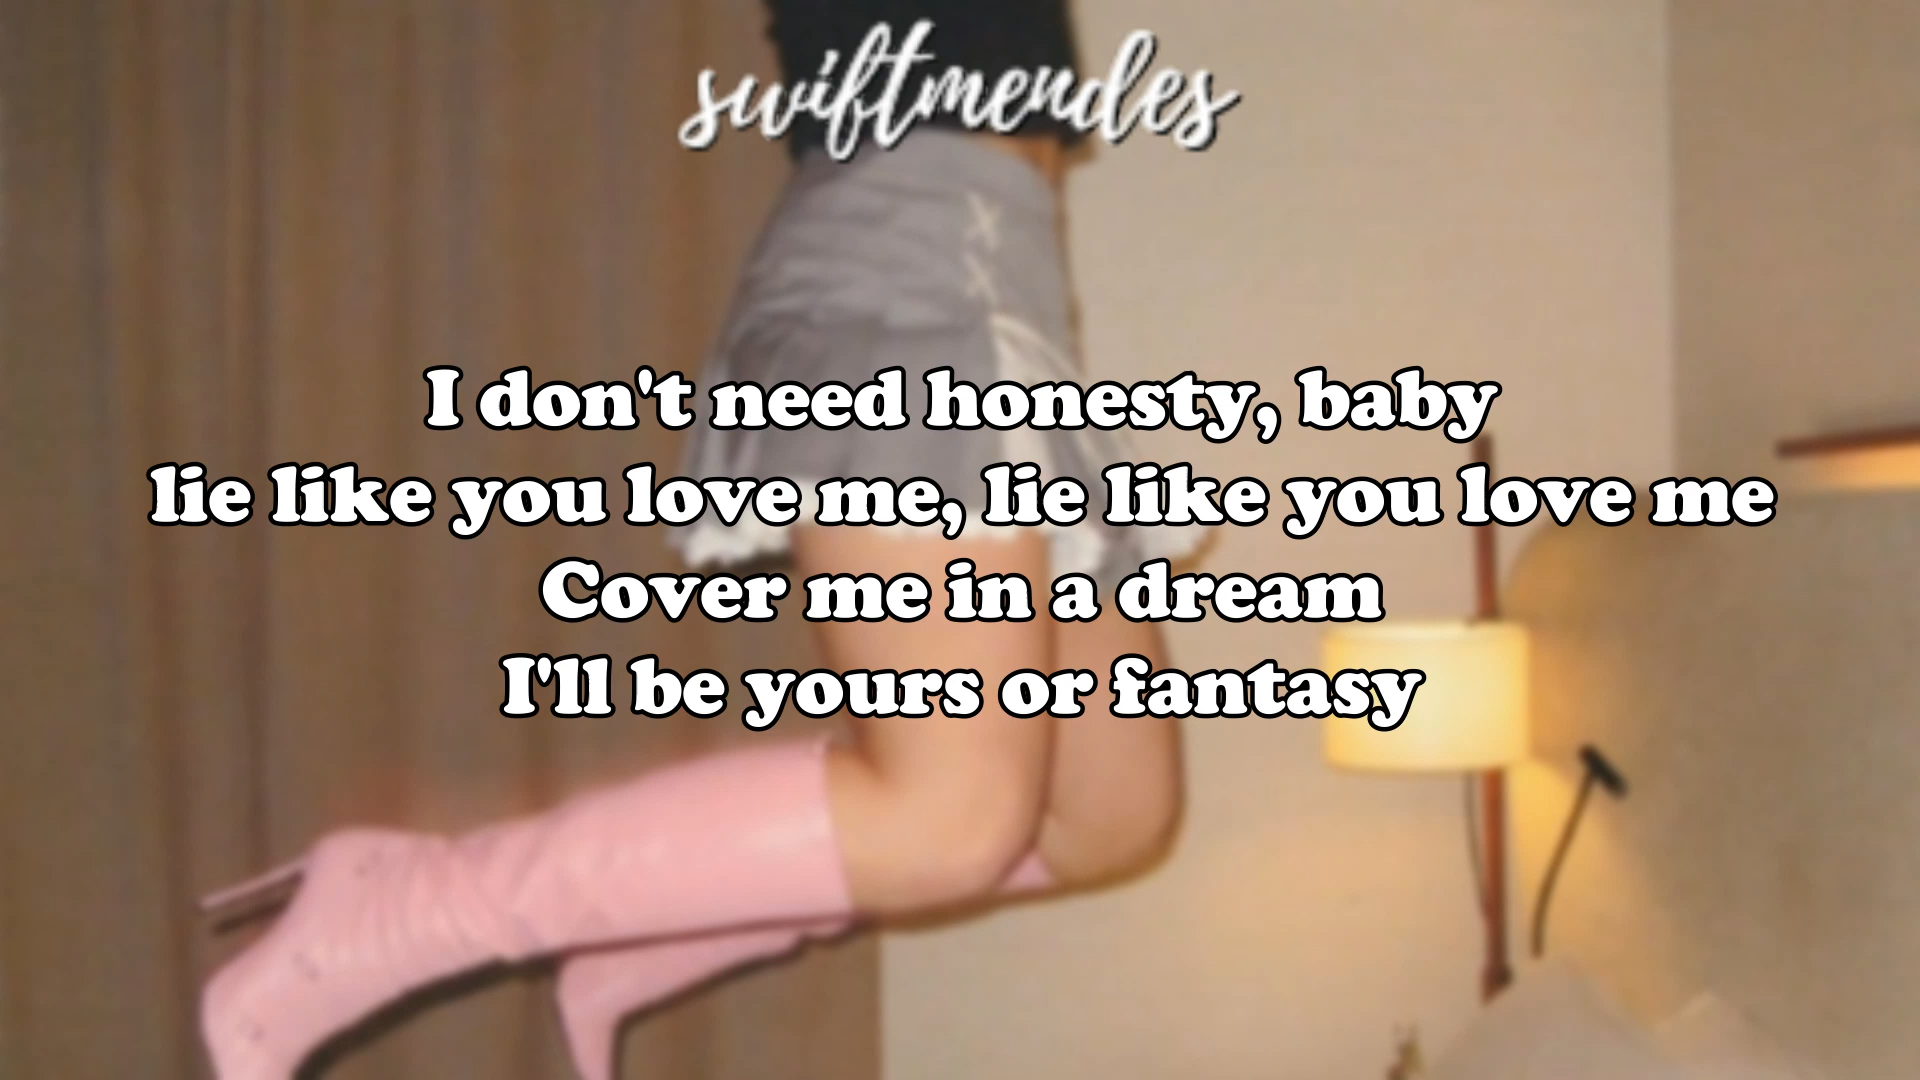 swiftmendes
I don't need honesty, baby
lie like you love me, lie like you love me
Cover me in a dream
I'll be yours or fantasy